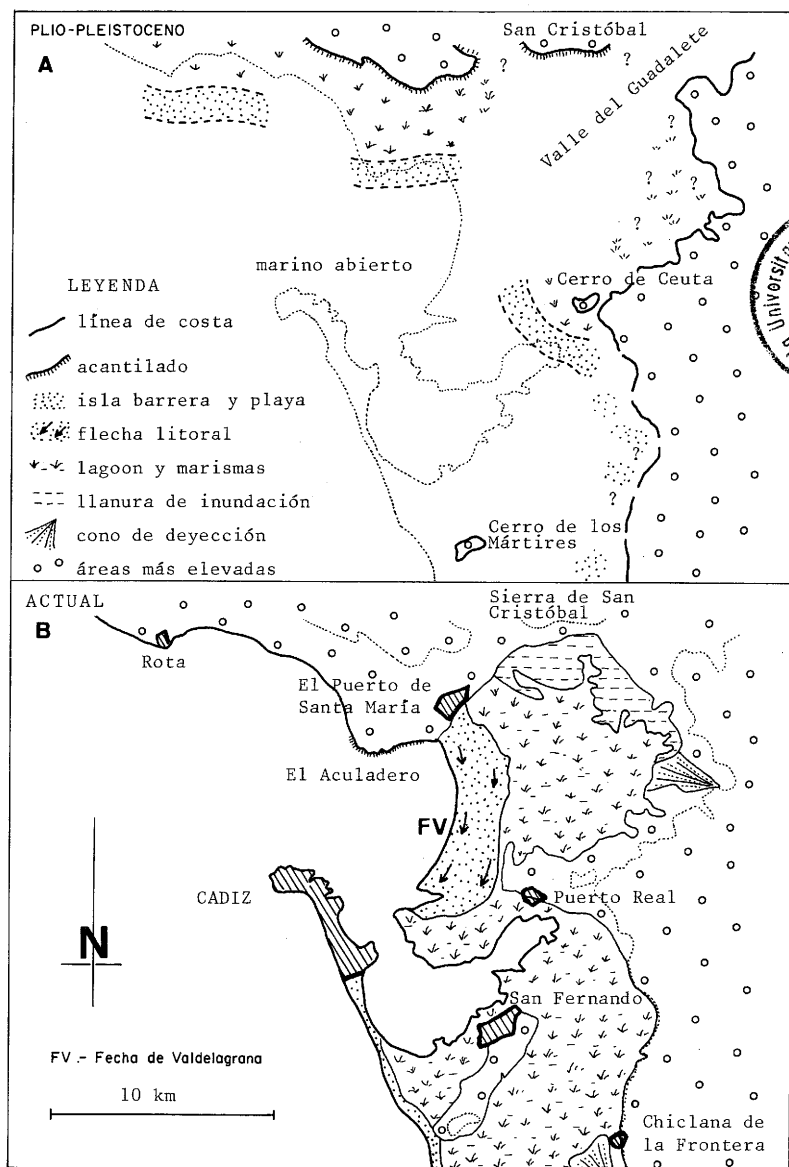 PLIO-PLEISTOCENO
San Cristóbal
A
?
?
Valle del Guadalete
?
?
?
?
marino abierto
Cerro de Ceuta
LEYENDA
línea de costa
acantilado
isla barrera y playa
flecha litoral
lagoon y marismas
llanura de inundación
cono de deyección
áreas más elevadas
?
?
Cerro de los
Mártires
ACTUAL
B
Sierra de San
Cristóbal
Rota
El Puerto de
Santa María
El Aculadero
FV
CADIZ
Puerto Real
N
San Fernando
FV.- Fecha de Valdelagrana
10 km
Chiclana de
la Frontera